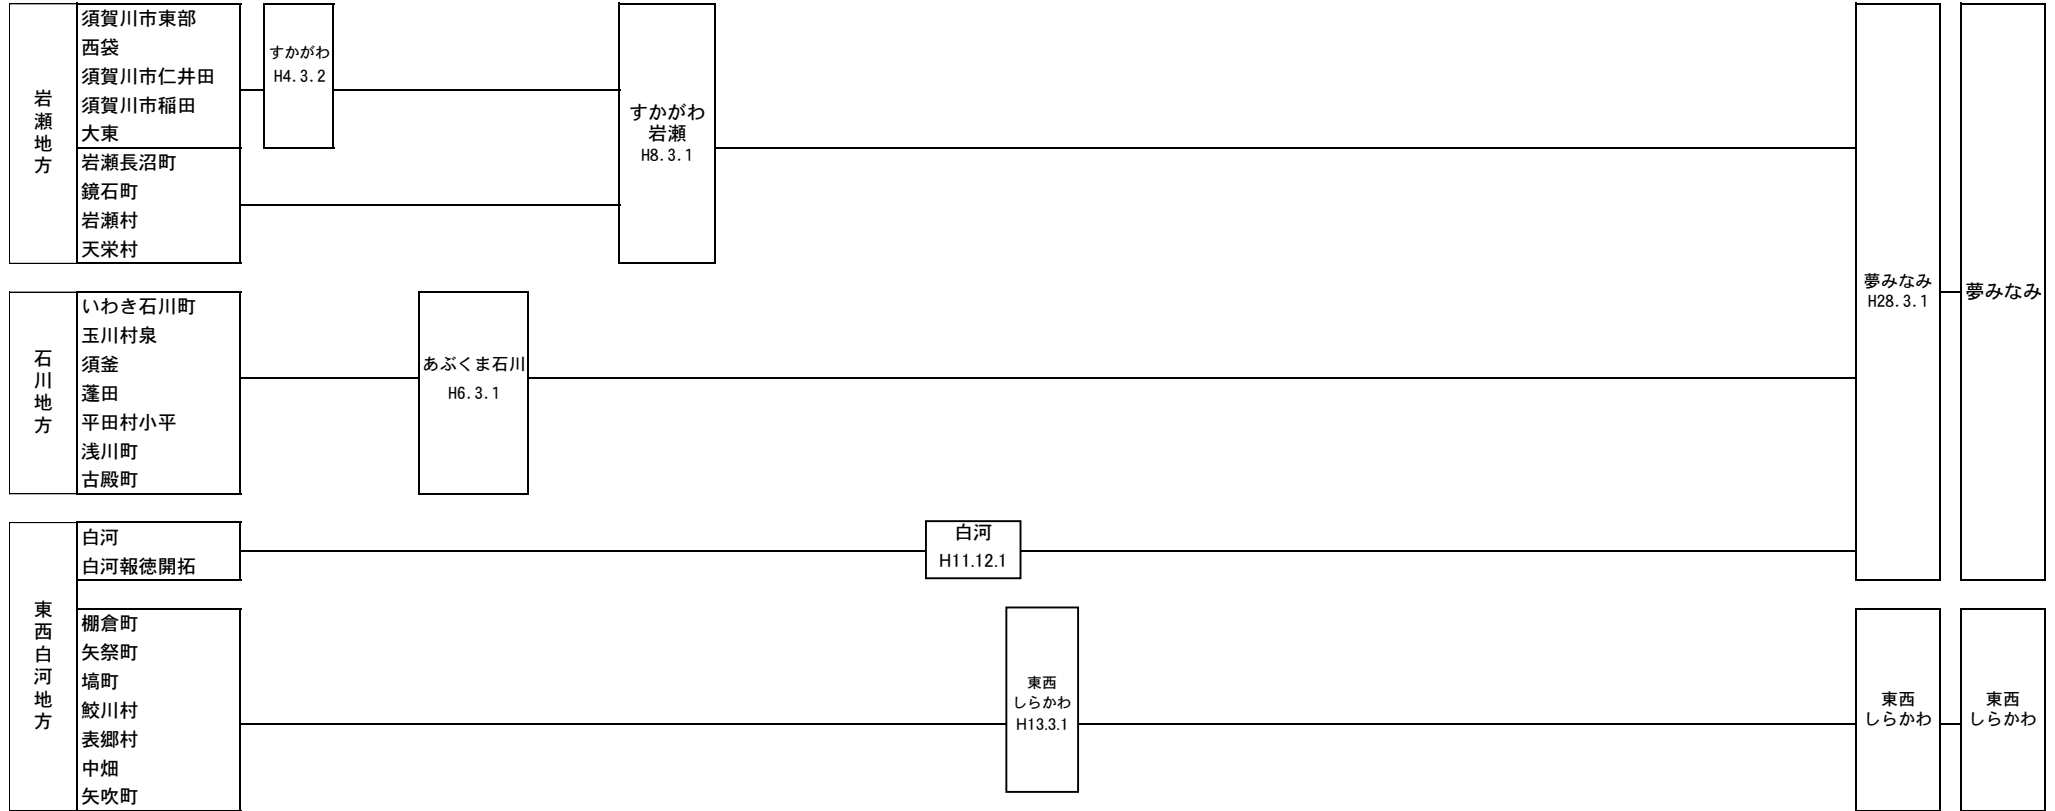 岩瀬地方
須賀川市東部
西袋
須賀川市仁井田
須賀川市稲田
大東
岩瀬長沼町
鏡石町
岩瀬村
天栄村
すかがわ
H4.3.2
すかがわ
岩瀬
H8.3.1
石川地方
いわき石川町
玉川村泉
須釜
蓬田
平田村小平
浅川町
古殿町
あぶくま石川
H6.3.1
東西白河地方
白河
白河報徳開拓
白河
H11.12.1
棚倉町
矢祭町
塙町
鮫川村
表郷村
中畑
矢吹町
東西
しらかわ
H13.3.1
夢みなみ
H28.3.1
夢みなみ
東西
しらかわ
東西
しらかわ